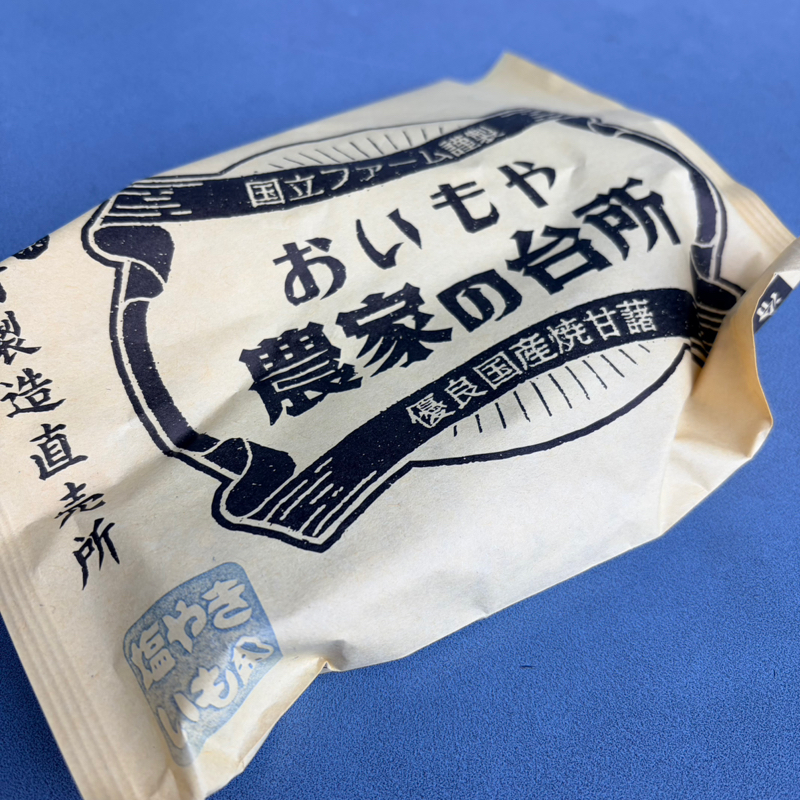 国立ファーム謹製
おいもや
農家の台所
優良国産焼甘藷
製造直売所
塩やき
いも